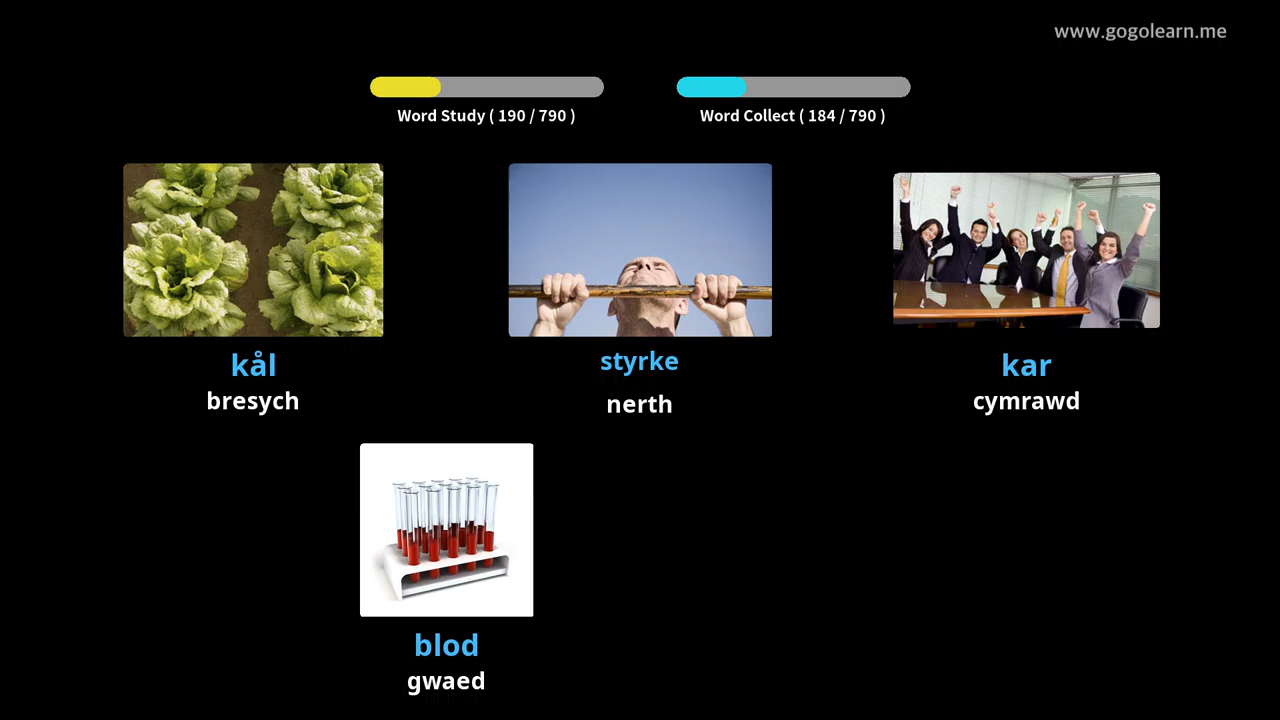 www.gogolearn.me
Word Study ( 190 / 790 )
Word Collect ( 184 / 790 )
kål
bresych
styrke
nerth
kar
cymrawd
blod
gwaed